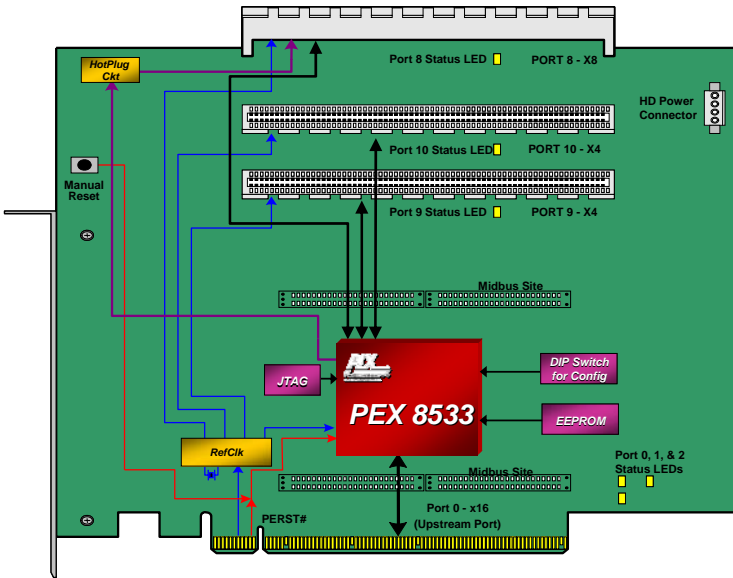 HotPlug
Ckt
Port 8 Status LED
PORT 8 - X8
HD Power
Connector
Port 10 Status LED
PORT 10 - X4
Manual
Reset
Port 9 Status LED
PORT 9 - X4
Midbus Site
JTAG
PEX 8533
DIP Switch
for Config
EEPROM
RefClk
Midbus Site
Port 0, 1, & 2
Status LEDs
PERST#
Port 0 - x16
(Upstream Port)